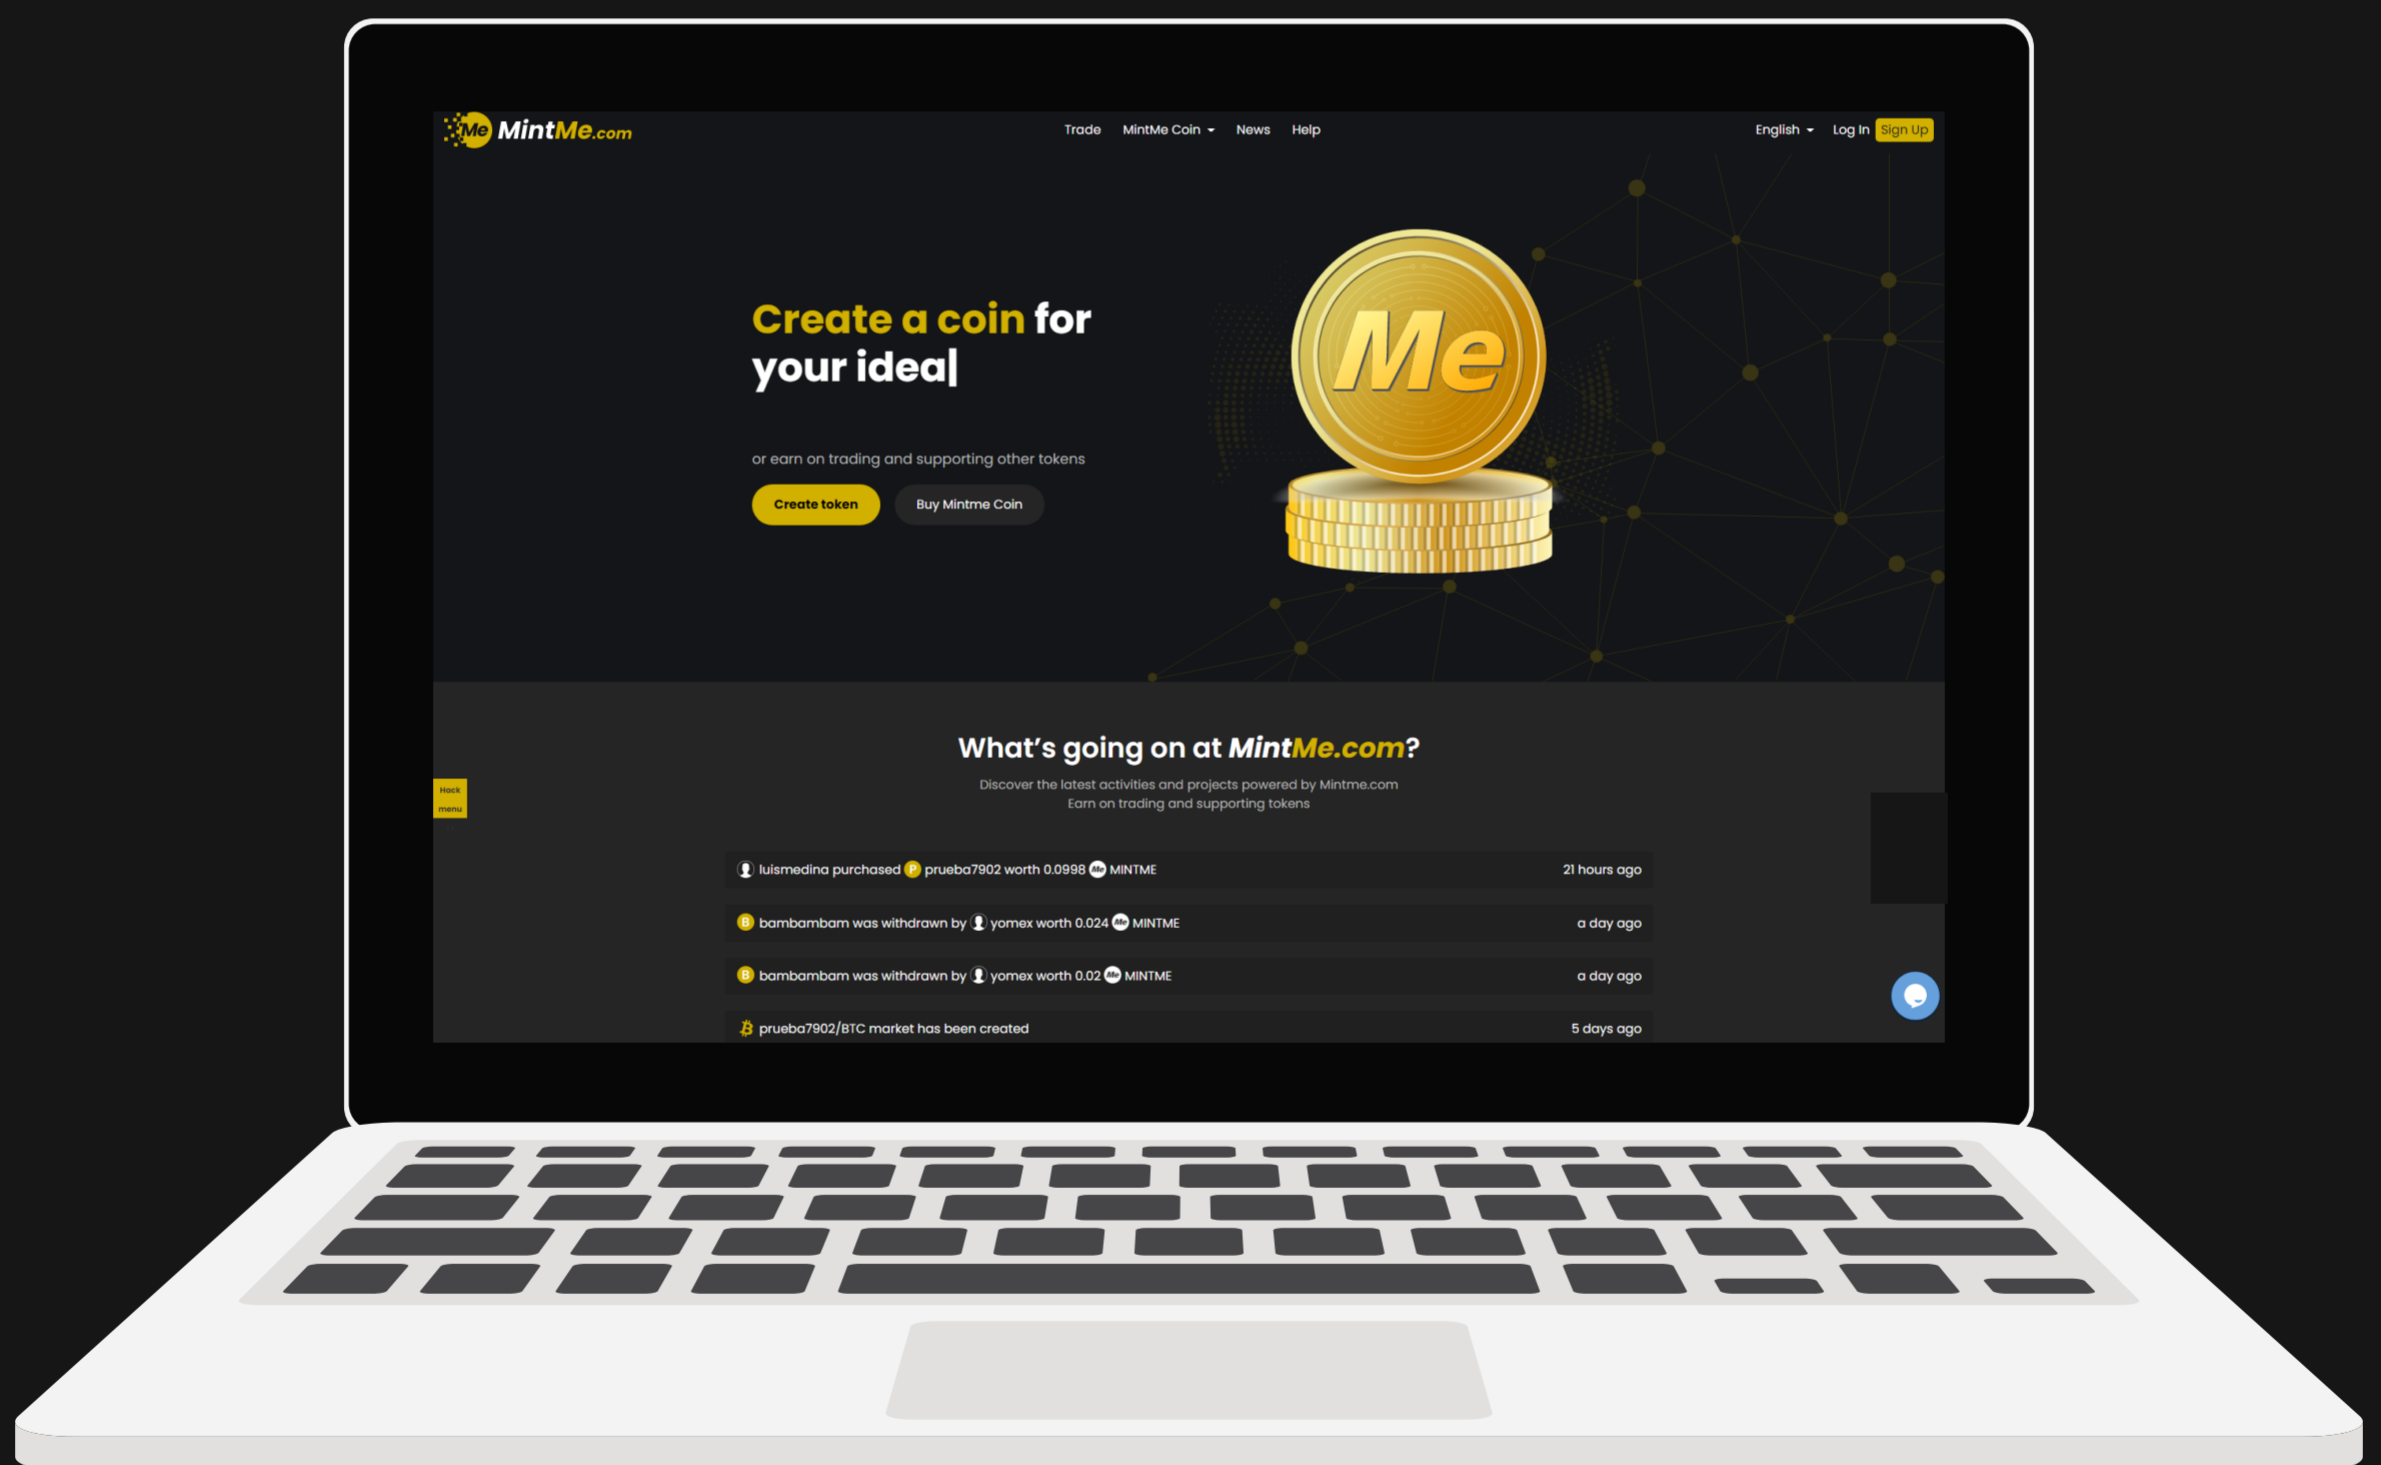 Me MintMe.com
Trade MintMe Coin News Help
English Log In Sign Up
Create a coin for
your idea|
Me
or earn on trading and supporting other tokens
Create token Buy Mintme Coin
What's going on at MintMe.com?
Discover the latest activities and projects powered by Mintme.com
Earn on trading and supporting tokens
Hack
menu
luismedina purchased P prueba7902 worth 0.0998 Me MINTME 21 hours ago
B bambambam was withdrawn by yomex worth 0.024 Me MINTME a day ago
B bambambam was withdrawn by yomex worth 0.02 Me MINTME a day ago
prueba7902/BTC market has been created 5 days ago